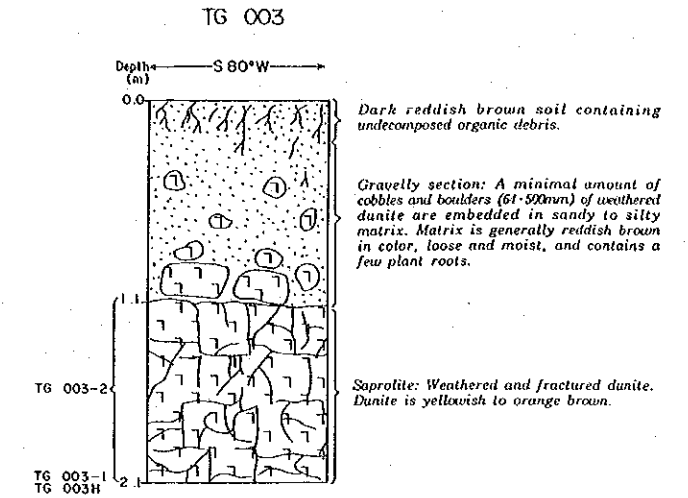 TG 003
Depth
(m)
S 80°W
0.0
Dark reddish brown soil containing
undecomposed organic debris.
Gravelly section: A minimal amount of
cobbles and boulders (64-500mm) of weathered
dunite are embedded in sandy to silty
matrix. Matrix is generally reddish brown
in color, loose and moist, and contains a
few plant roots.
1.1
TG 003-2
Saprolite: Weathered and fractured dunite.
Dunite is yellowish to orange brown.
TG 003-1
TG 003H
2.1